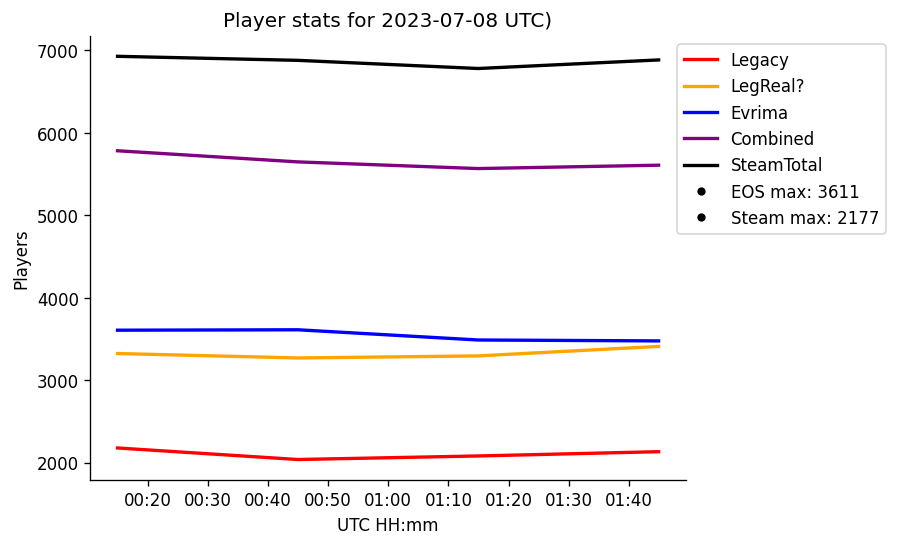 Player stats for 2023-07-08 UTC)
7000
6000
5000
4000
3000
2000
Players
00:20 00:30 00:40 00:50 01:00 01:10 01:20 01:30 01:40
UTC HH:mm
Legacy
LegReal?
Evrima
Combined
SteamTotal
EOS max: 3611
Steam max: 2177